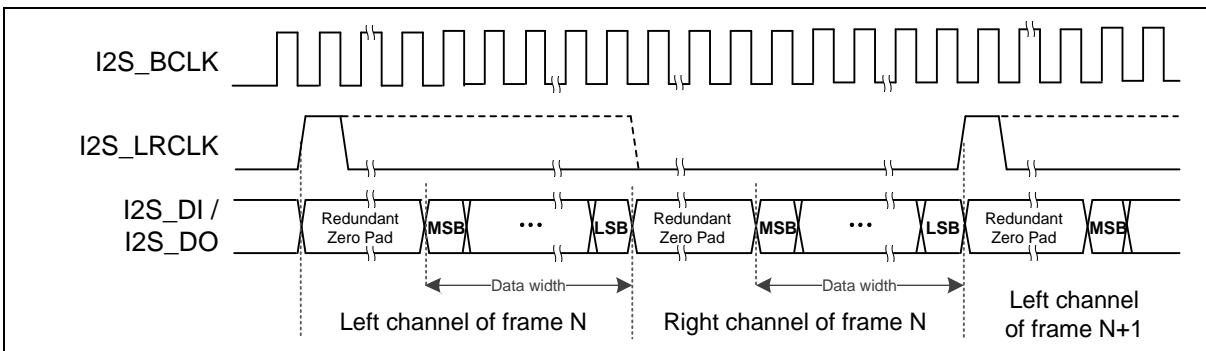 I2S_BCLK
I2S_LRCLK
I2S_DI /
I2S_DO
Redundant
Zero Pad
MSB
•••
LSB
Redundant
Zero Pad
MSB
•••
LSB
Redundant
Zero Pad
MSB
Data width
Data width
Left channel of frame N
Right channel of frame N
Left channel
of frame N+1